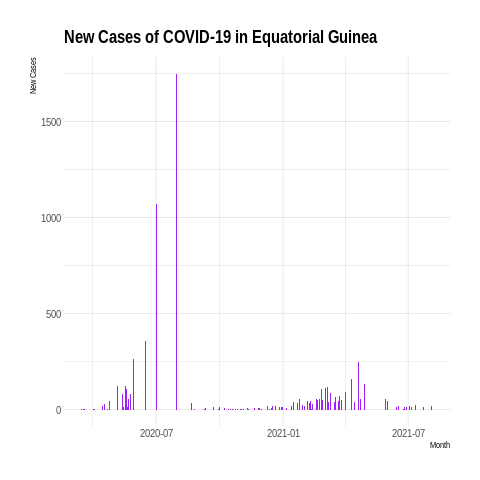 New Cases of COVID-19 in Equatorial Guinea
New Cases
1500
1000
500
0
2020-07
2021-01
2021-07
Month